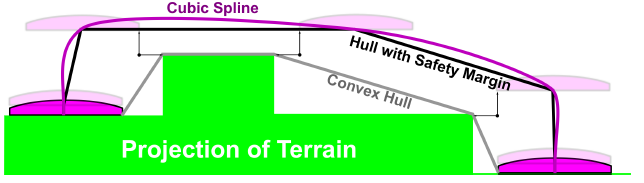 Cubic Spline
Hull with Safety Margin
Convex Hull
Projection of Terrain